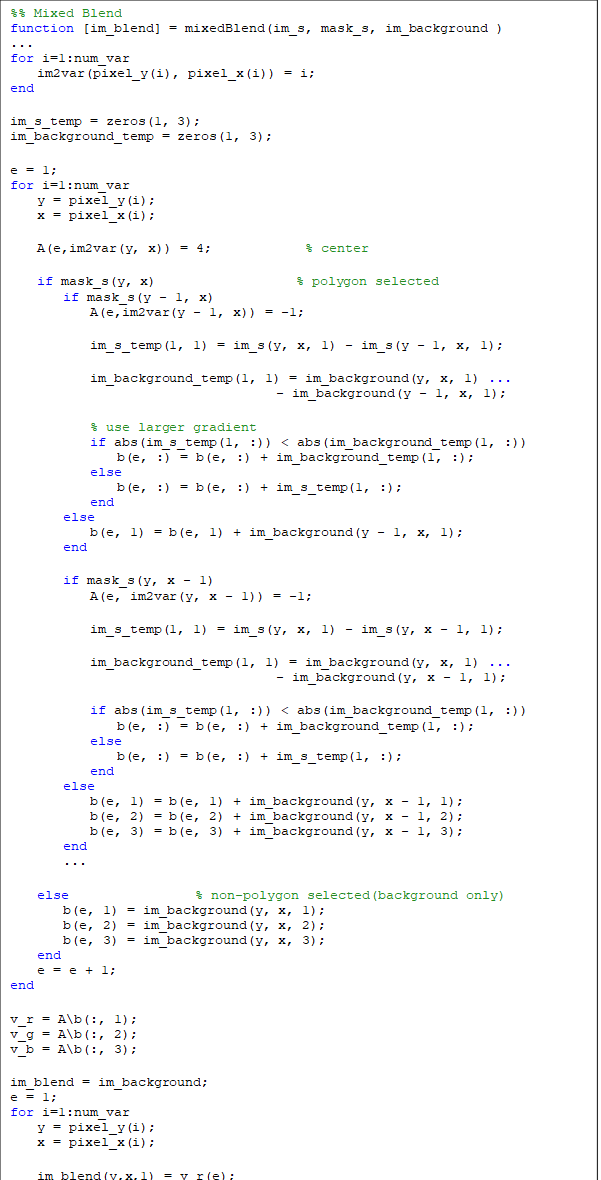 %% Mixed Blend
function [im_blend] = mixedBlend(im_s, mask_s, im_background )
...
for i=1:num_var
im2var(pixel_y(i), pixel_x(i)) = i;
end
im_s_temp = zeros(1, 3);
im_background_temp = zeros(1, 3);
e = 1;
for i=1:num_var
y = pixel_y(i);
x = pixel_x(i);
A(e,im2var(y, x)) = 4; % center
if mask_s(y, x) % polygon selected
if mask_s(y - 1, x)
A(e,im2var(y - 1, x)) = -1;
im_s_temp(1, 1) = im_s(y, x, 1) - im_s(y - 1, x, 1);
im_background_temp(1, 1) = im_background(y, x, 1) ...
- im_background(y - 1, x, 1);
% use larger gradient
if abs(im_s_temp(1, :)) < abs(im_background_temp(1, :))
b(e, :) = b(e, :) + im_background_temp(1, :);
else
b(e, :) = b(e, :) + im_s_temp(1, :);
end
else
b(e, 1) = b(e, 1) + im_background(y - 1, x, 1);
end
if mask_s(y, x - 1)
A(e, im2var(y, x - 1)) = -1;
im_s_temp(1, 1) = im_s(y, x, 1) - im_s(y, x - 1, 1);
im_background_temp(1, 1) = im_background(y, x, 1) ...
- im_background(y, x - 1, 1);
if abs(im_s_temp(1, :)) < abs(im_background_temp(1, :))
b(e, :) = b(e, :) + im_background_temp(1, :);
else
b(e, :) = b(e, :) + im_s_temp(1, :);
end
else
b(e, 1) = b(e, 1) + im_background(y, x - 1, 1);
b(e, 2) = b(e, 2) + im_background(y, x - 1, 2);
b(e, 3) = b(e, 3) + im_background(y, x - 1, 3);
end
...
else % non-polygon selected(background only)
b(e, 1) = im_background(y, x, 1);
b(e, 2) = im_background(y, x, 2);
b(e, 3) = im_background(y, x, 3);
end
e = e + 1;
end
v_r = A\b(:, 1);
v_g = A\b(:, 2);
v_b = A\b(:, 3);
im_blend = im_background;
e = 1;
for i=1:num_var
y = pixel_y(i);
x = pixel_x(i);
im_blend(y,x,1) = v_r(e);